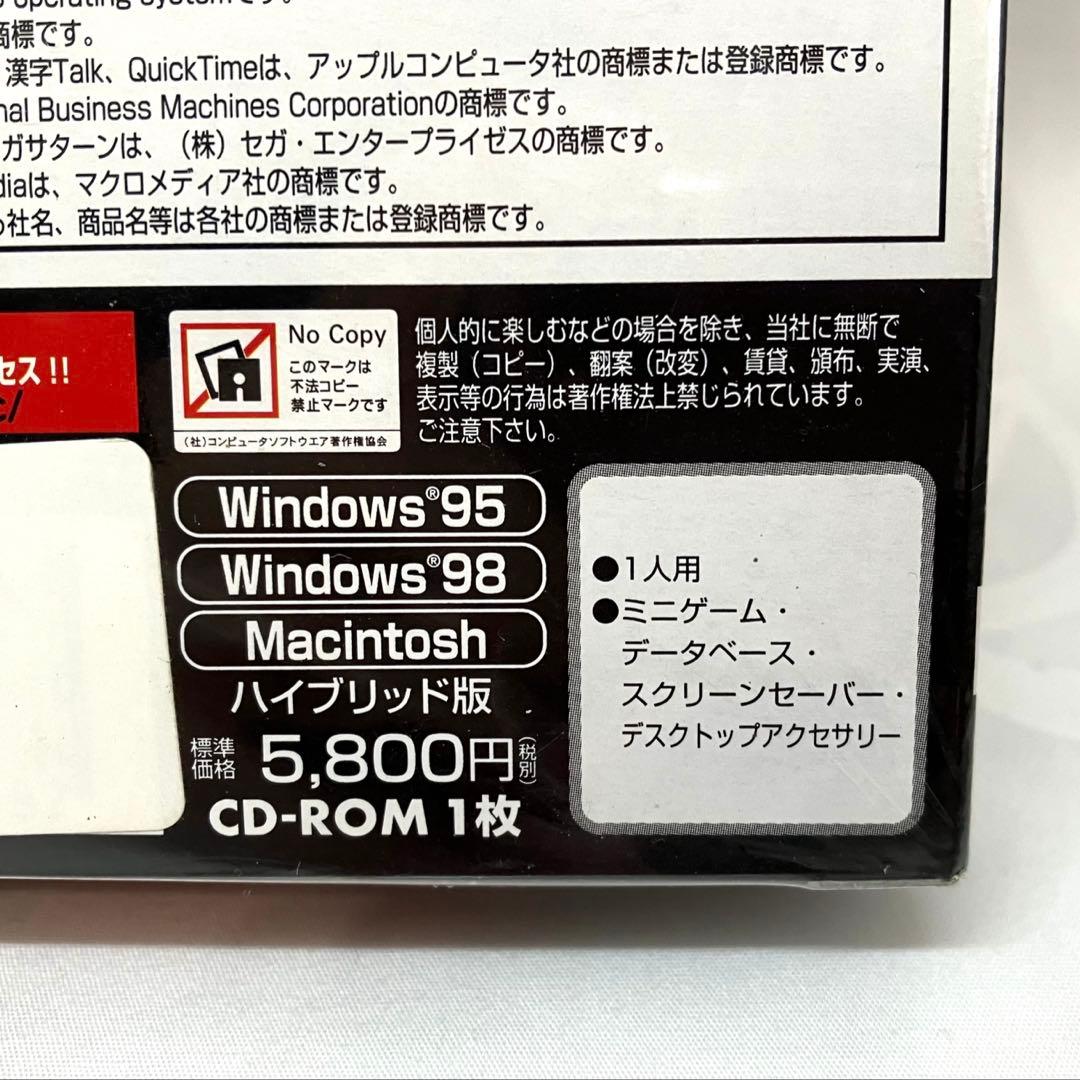 operating systemです。
商標です。
漢字Talk、QuickTimeは、アップルコンピュータ社の商標または登録商標です。
nal Business Machines Corporationの商標です。
ガサターンは、（株）セガ・エンタープライゼスの商標です。
diaは、マクロメディア社の商標です。
社名、商品名等は各社の商標または登録商標です。
セス!!
c/
No Copy
このマークは
不法コピー
禁止マークです
（社）コンピュータソフトウエア著作権協会
個人的に楽しむなどの場合を除き、当社に無断で
複製（コピー）、翻案（改変）、賃貸、頒布、実演、
表示等の行為は著作権法上禁じられています。
ご注意下さい。
Windows®95
Windows®98
Macintosh
ハイブリッド版
標準価格 5,800円（税別）
CD-ROM 1枚
●1人用
●ミニゲーム・
データベース・
スクリーンセーバー・
デスクトップアクセサリー